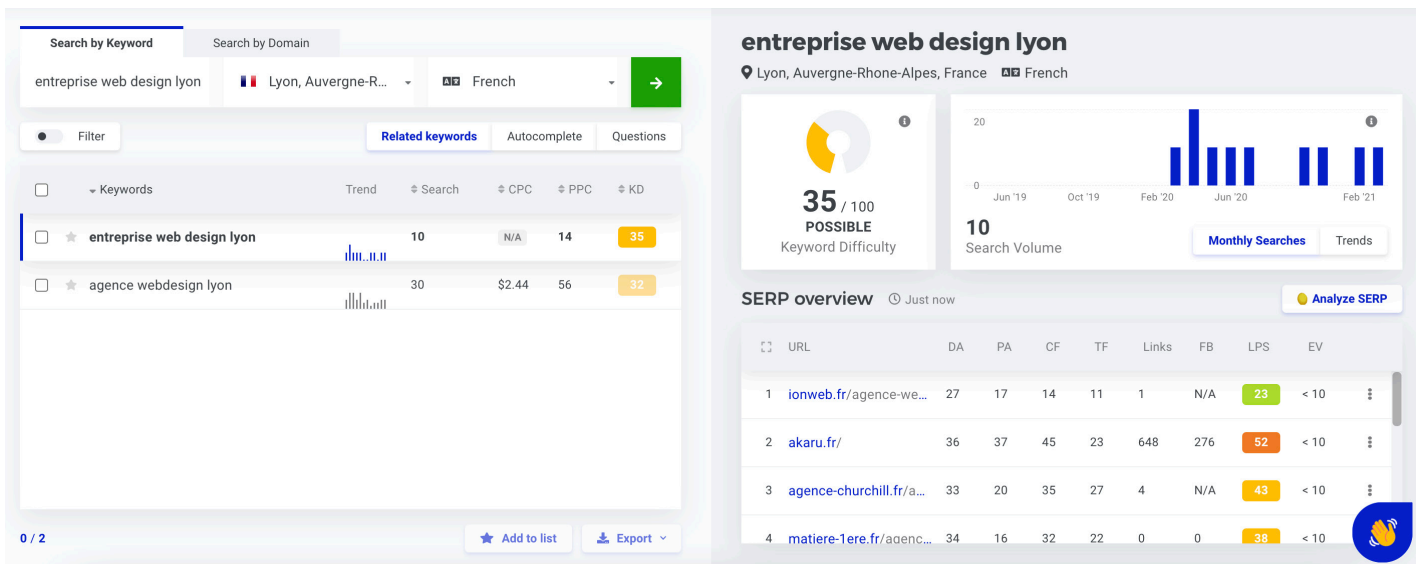 Search by Keyword Search by Domain
entreprise web design lyon Lyon, Auvergne-R... French
Filter Related keywords Autocomplete Questions
Keywords Trend Search CPC PPC KD
entreprise web design lyon 10 N/A 14 35
agence webdesign lyon 30 $2.44 56 32
0 / 2 Add to list Export
entreprise web design lyon
Lyon, Auvergne-Rhone-Alpes, France French
35 / 100
POSSIBLE
Keyword Difficulty
20
0
Jun '19 Oct '19 Feb '20 Jun '20 Feb '21
10
Search Volume
Monthly Searches Trends
SERP overview Just now Analyze SERP
URL DA PA CF TF Links FB LPS EV
1 ionweb.fr/agence-we... 27 17 14 11 1 N/A 23 < 10
2 akaru.fr/ 36 37 45 23 648 276 52 < 10
3 agence-churchill.fr/a... 33 20 35 27 4 N/A 43 < 10
4 matiere-1ere.fr/agenc... 34 16 32 22 0 0 38 < 10